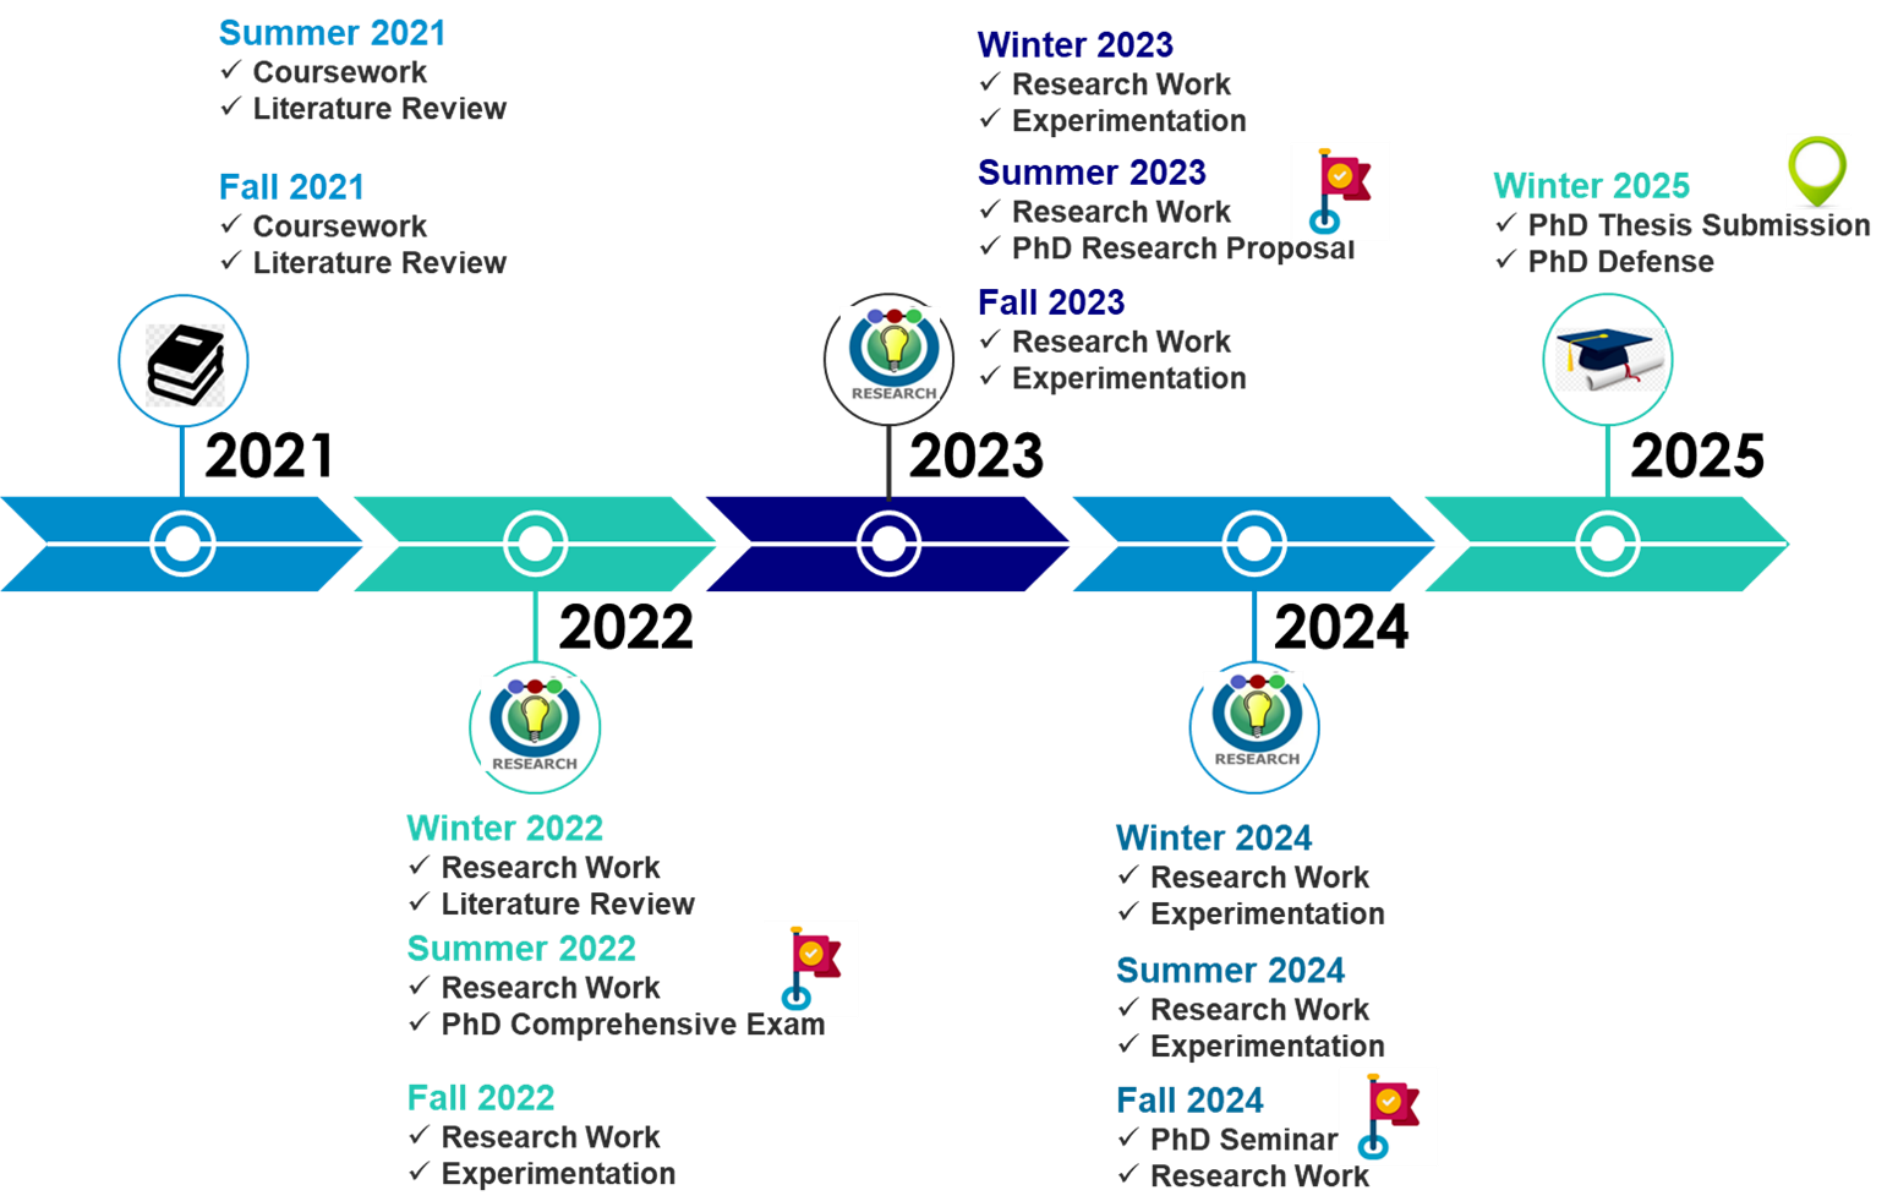 Summer 2021
✓ Coursework
✓ Literature Review
Fall 2021
✓ Coursework
✓ Literature Review
2021
2022
RESEARCH
Winter 2022
✓ Research Work
✓ Literature Review
Summer 2022
✓ Research Work
✓ PhD Comprehensive Exam
Fall 2022
✓ Research Work
✓ Experimentation
Winter 2023
✓ Research Work
✓ Experimentation
Summer 2023
✓ Research Work
✓ PhD Research Proposal
Fall 2023
✓ Research Work
✓ Experimentation
RESEARCH
2023
2024
RESEARCH
Winter 2024
✓ Research Work
✓ Experimentation
Summer 2024
✓ Research Work
✓ Experimentation
Fall 2024
✓ PhD Seminar
✓ Research Work
Winter 2025
✓ PhD Thesis Submission
✓ PhD Defense
2025